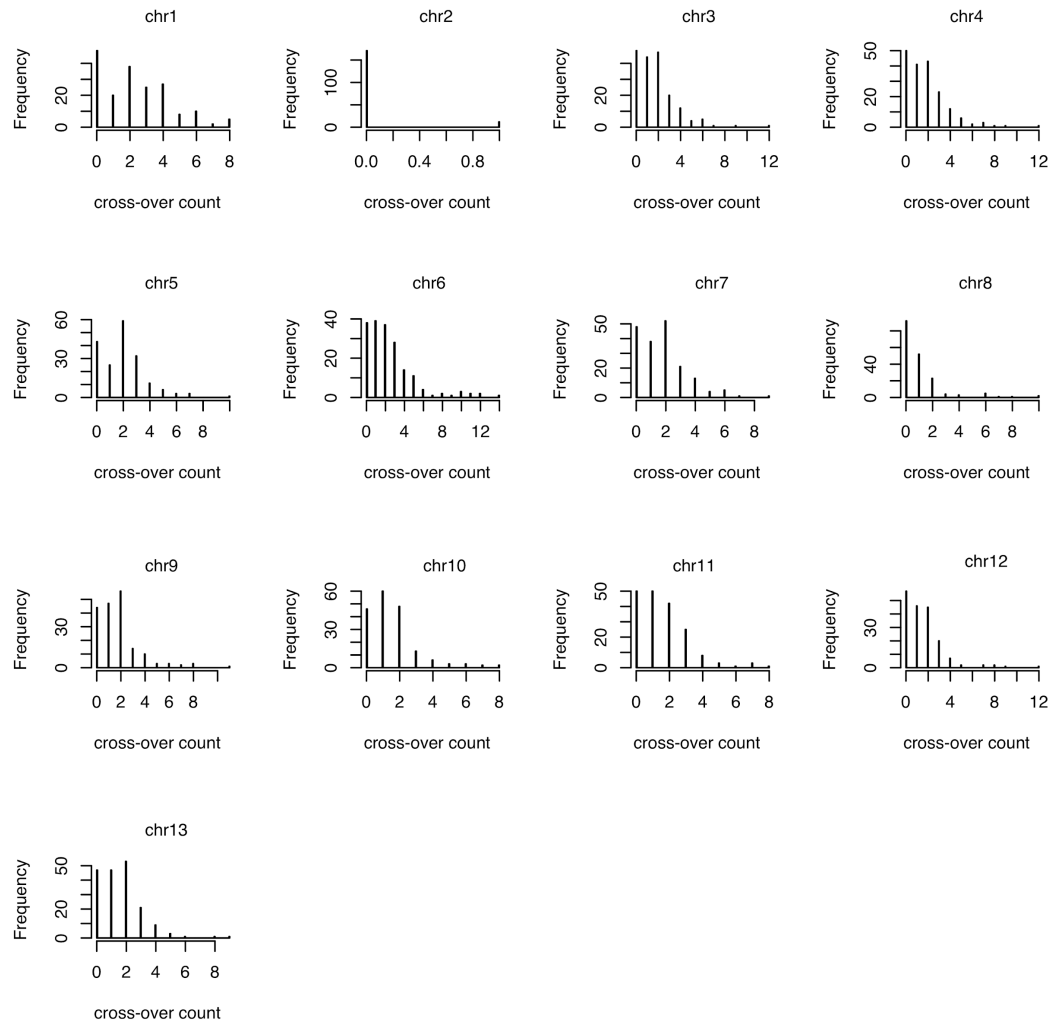 chr1
Frequency
0 20
0 2 4 6 8
cross-over count
chr2
Frequency
0 100
0.0 0.4 0.8
cross-over count
chr3
Frequency
0 20
0 4 8 12
cross-over count
chr4
Frequency
0 20 50
0 4 8 12
cross-over count
chr5
Frequency
0 30 60
0 2 4 6 8
cross-over count
chr6
Frequency
0 20 40
0 4 8 12
cross-over count
chr7
Frequency
0 20 50
0 2 4 6 8
cross-over count
chr8
Frequency
0 40
0 2 4 6 8
cross-over count
chr9
Frequency
0 30
0 2 4 6 8
cross-over count
chr10
Frequency
0 30 60
0 2 4 6 8
cross-over count
chr11
Frequency
0 20 50
0 2 4 6 8
cross-over count
chr12
Frequency
0 30
0 4 8 12
cross-over count
chr13
Frequency
0 20 50
0 2 4 6 8
cross-over count